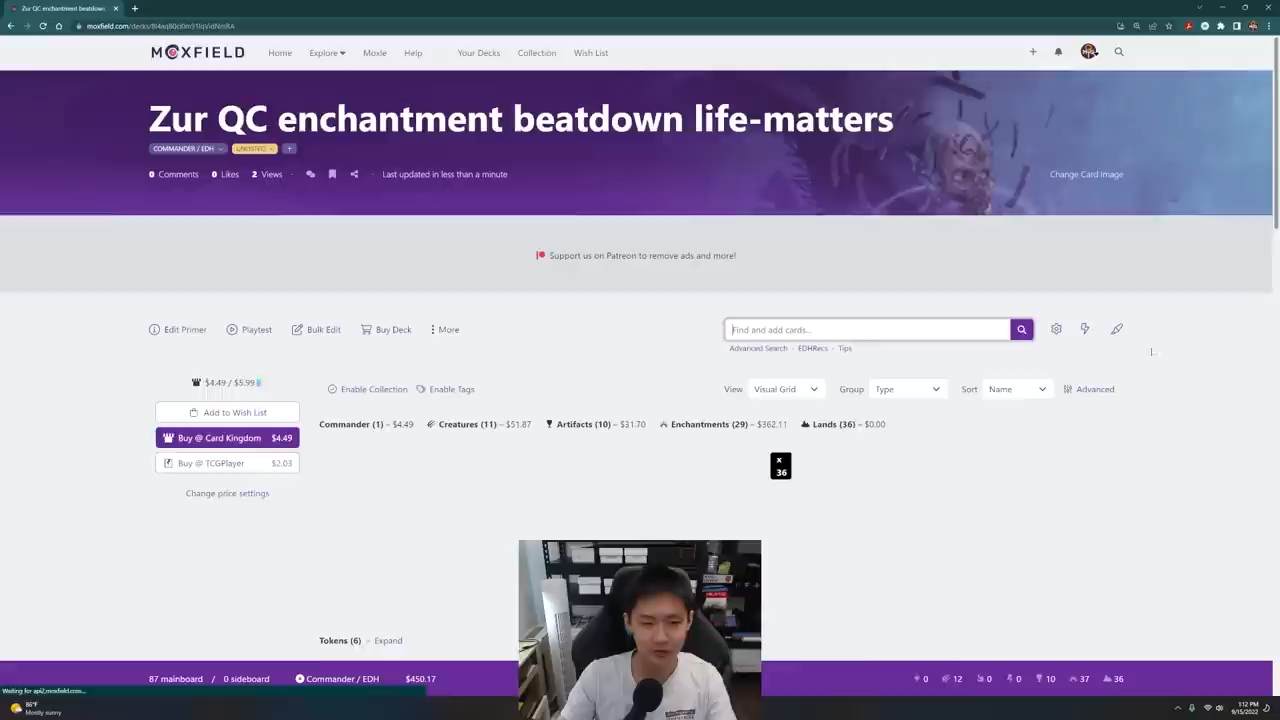 Zur QC enchantment beatdown
moxfield.com/decks/
MOXFIELD
Home
Explore
Moxle
Help
Your Decks
Collection
Wish List
Zur QC enchantment beatdown life-matters
COMMANDER / EDH
UNLISTED
+
0 Comments
0 Likes
2 Views
Last updated in less than a minute
Change Card Image
Support us on Patreon to remove ads and more!
Edit Primer
Playtest
Bulk Edit
Buy Deck
More
Find and add cards...
Advanced Search
EDHRecs
Tips
$4.49 / $5.99
Add to Wish List
Buy @ Card Kingdom $4.49
Buy @ TCGPlayer $2.03
Change price settings
Enable Collection
Enable Tags
View
Visual Grid
Group
Type
Sort
Name
Advanced
Commander (1) – $4.49
Creatures (11) – $51.87
Artifacts (10) – $31.70
Enchantments (29) – $362.11
Lands (36) – $0.00
x
36
Tokens (6) - Expand
87 mainboard / 0 sideboard
Commander / EDH
$450.17
0
12
0
0
10
37
36
Waiting for api2.moxfield.com...
86°F
Mostly sunny
1:12 PM
9/15/2022